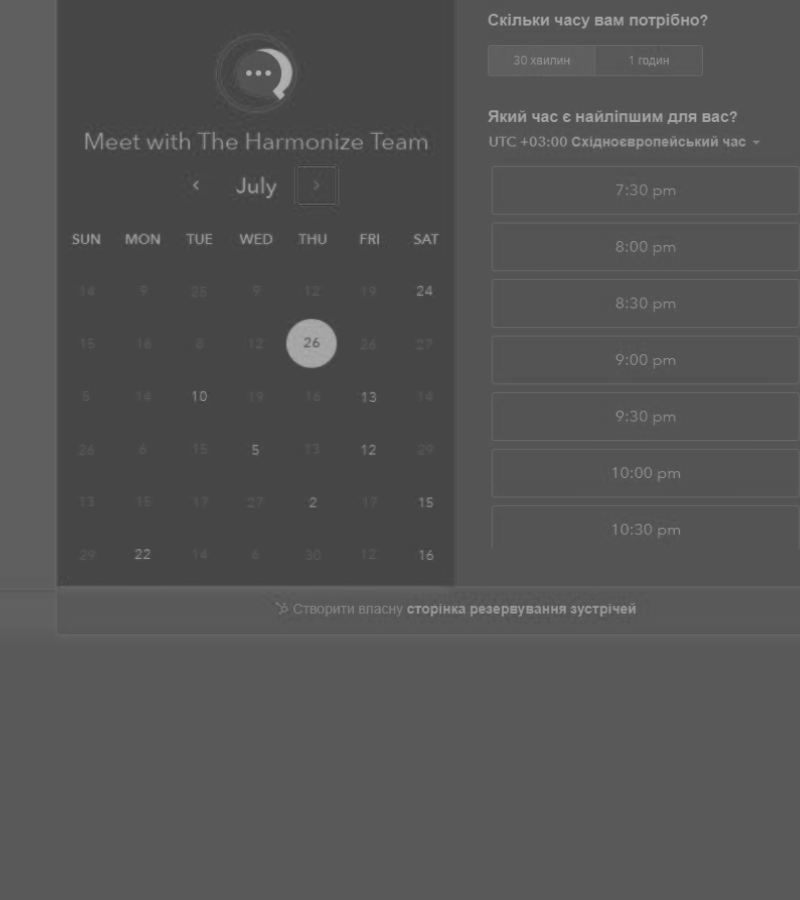 Meet with The Harmonize Team
July
SUN MON TUE WED THU FRI SAT
14 9 25 9 12 19 24
15 16 8 12 26 26 27
5 14 10 19 16 13 14
26 6 15 5 13 12 29
13 15 17 27 2 17 15
29 22 14 6 30 12 16
Скільки часу вам потрібно?
30 хвилин 1 годин
Який час є найліпшим для вас?
UTC +03:00 Східноєвропейський час
7:30 pm
8:00 pm
8:30 pm
9:00 pm
9:30 pm
10:00 pm
10:30 pm
Створити власну сторінка резервування зустрічей